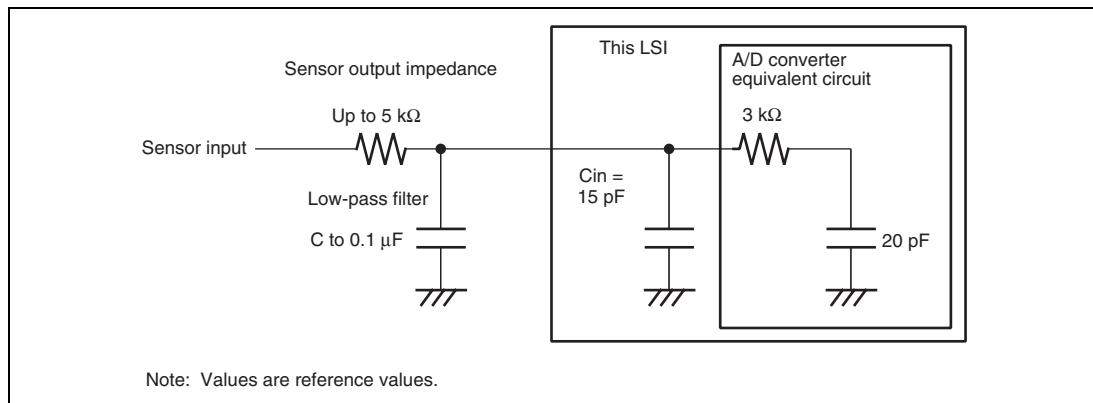 This LSI
A/D converter
equivalent circuit
Sensor output impedance
Up to 5 kΩ
3 kΩ
Sensor input
Cin =
15 pF
Low-pass filter
C to 0.1 μF
20 pF
Note: Values are reference values.